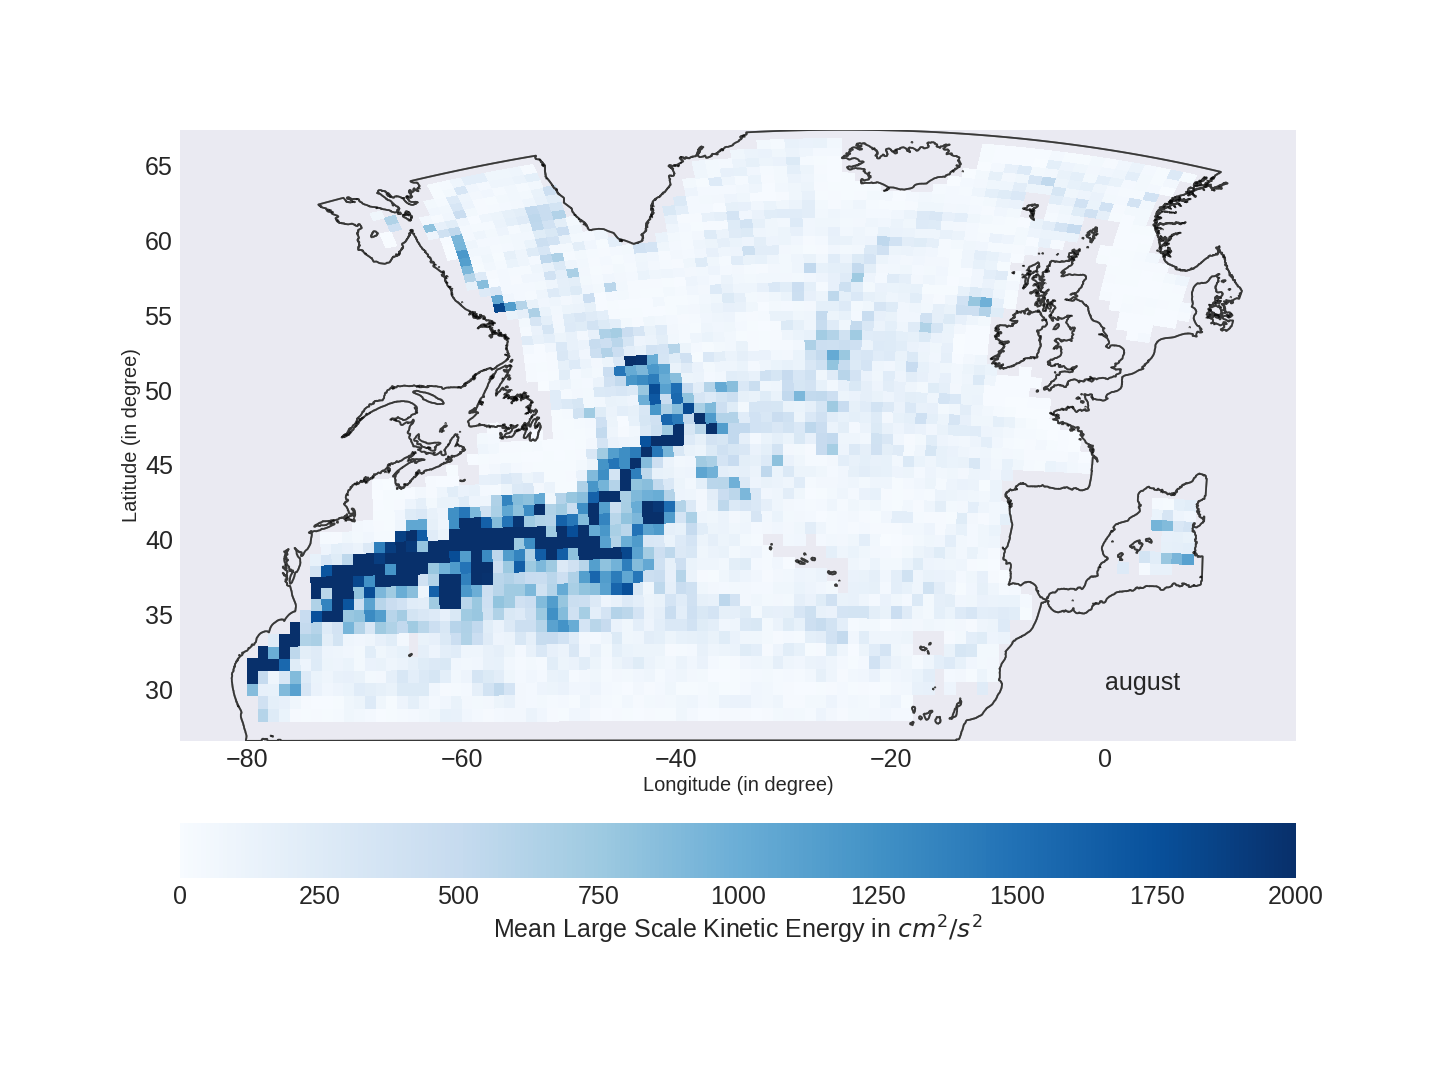 65
60
55
50
45
40
35
30
Latitude (in degree)
august
−80 −60 −40 −20 0
Longitude (in degree)
0 250 500 750 1000 1250 1500 1750 2000
Mean Large Scale Kinetic Energy in cm²/s²